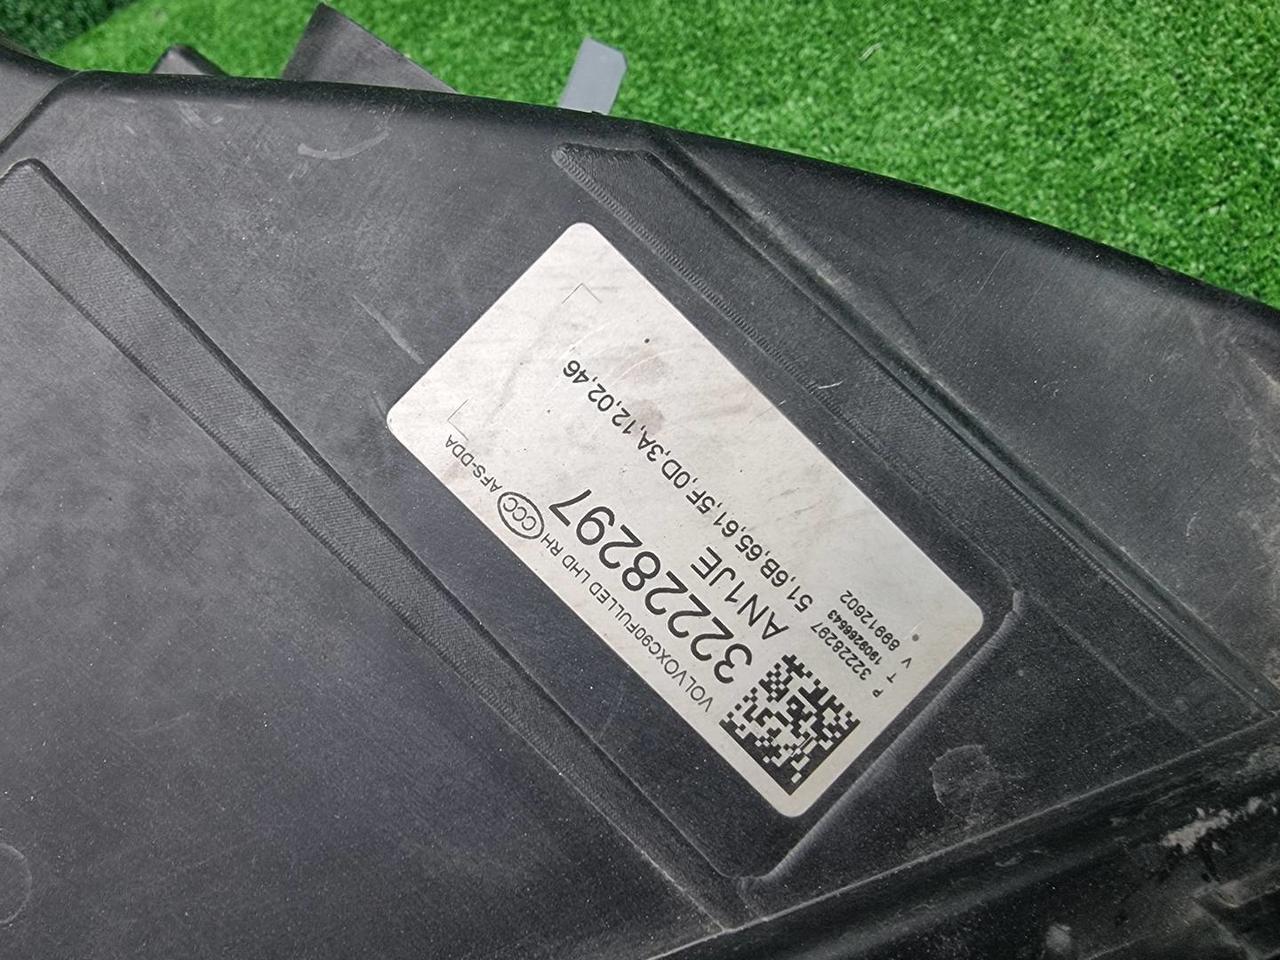 VOLVOXC90FULLED LHD RH CCC AFS-DDA
32228297
AN1JE
51,6B,65,61,5F,0D,3A,12,02,46
P 32228297
T 1909266543
V 89912602